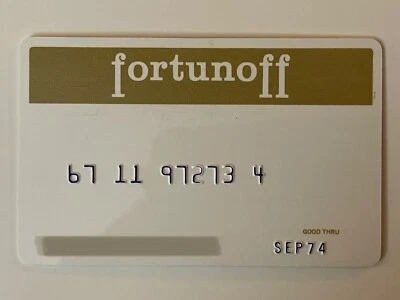 fortunoff
67 11 97273 4
GOOD THRU
SEP74